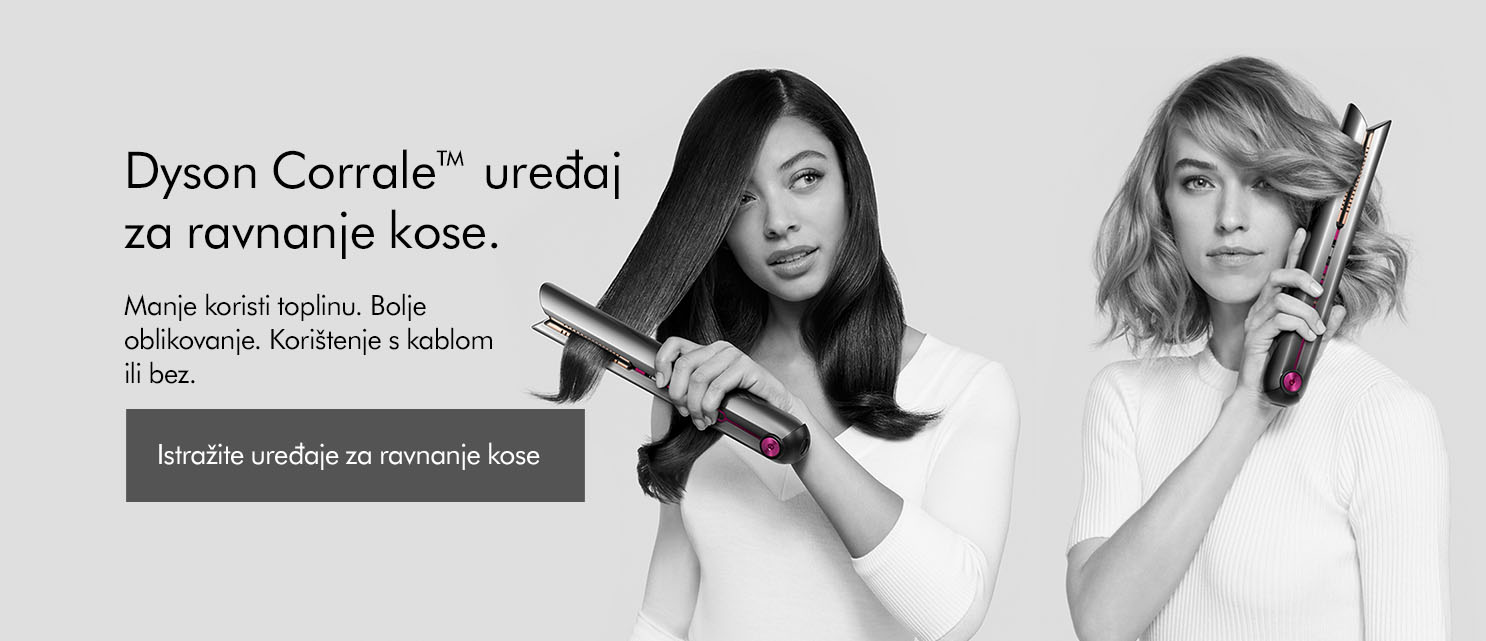 Dyson Corrale™ uređaj
za ravnanje kose.
Manje koristi toplinu. Bolje
oblikovanje. Korištenje s kablom
ili bez.
Istražite uređaje za ravnanje kose